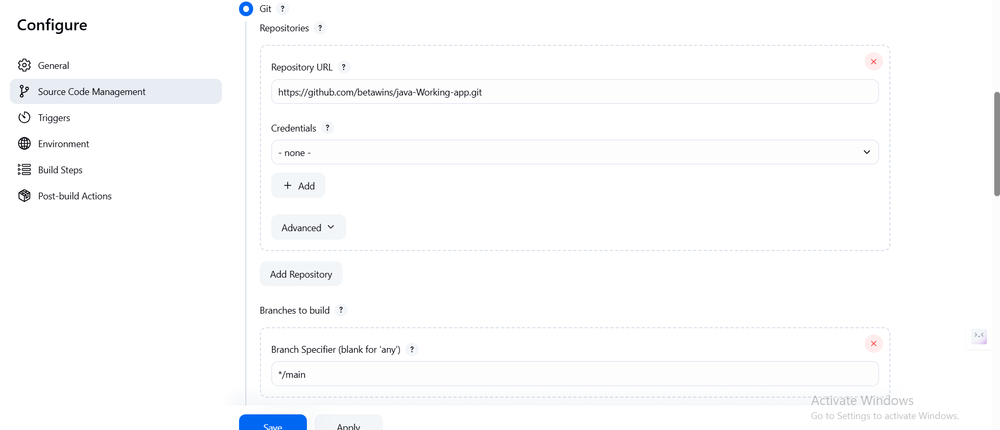 Configure
General
Source Code Management
Triggers
Environment
Build Steps
Post-build Actions
Git ?
Repositories ?
Repository URL ?
https://github.com/betawins/java-Working-app.git
Credentials ?
- none -
+ Add
Advanced
Add Repository
Branches to build ?
Branch Specifier (blank for 'any') ?
*/main
Save
Apply
Activate Windows
Go to Settings to activate Windows.